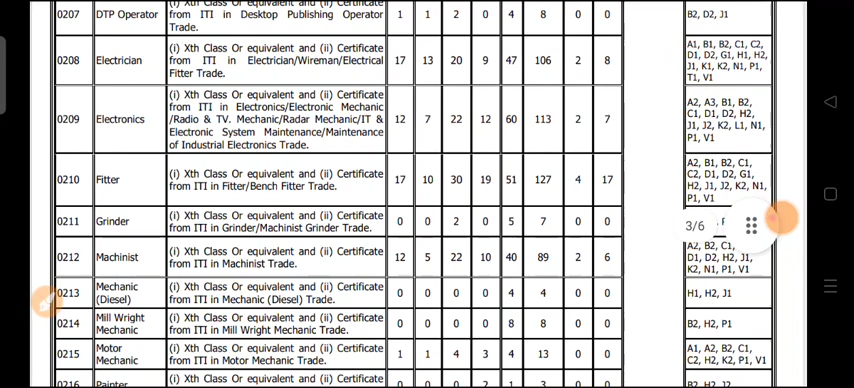 0207 DTP Operator from ITI in Desktop Publishing Operator Trade. 1 1 2 0 4 8 0 0 B2, D2, J1
0208 Electrician (i) Xth Class Or equivalent and (ii) Certificate from ITI in Electrician/Wireman/Electrical Fitter Trade. 17 13 20 9 47 106 2 8 A1, B1, B2, C1, C2 D1, D2, G1, H1, H2 J1, K1, K2, N1, P1, T1, V1
0209 Electronics (i) Xth Class Or equivalent and (ii) Certificate from ITI in Electronics/Electronic Mechanic /Radio & TV. Mechanic/Radar Mechanic/IT & Electronic System Maintenance/Maintenance of Industrial Electronics Trade. 12 7 22 12 60 113 2 7 A2, A3, B1, B2, C1, D1, D2, H2, J1, J2, K2, L1, N1, P1, V1
0210 Fitter (i) Xth Class Or equivalent and (ii) Certificate from ITI in Fitter/Bench Fitter Trade. 17 10 30 19 51 127 4 17 A2, B1, B2, C1, C2, D1, D2, G1, H2, J1, J2, K2, N1, P1, V1
0211 Grinder (i) Xth Class Or equivalent and (ii) Certificate from ITI in Grinder/Machinist Grinder Trade. 0 0 2 0 5 7 0 0
3/6
0212 Machinist (i) Xth Class Or equivalent and (ii) Certificate from ITI in Machinist Trade. 12 5 22 10 40 89 2 6 A2, B2, C1, D1, D2, H2, J1, K2, N1, P1, V1
0213 Mechanic (Diesel) (i) Xth Class Or equivalent and (ii) Certificate from ITI in Mechanic (Diesel) Trade. 0 0 0 0 4 4 0 0 H1, H2, J1
0214 Mill Wright Mechanic (i) Xth Class Or equivalent and (ii) Certificate from ITI in Mill Wright Mechanic Trade. 0 0 0 0 8 8 0 0 B2, H2, P1
0215 Motor Mechanic (i) Xth Class Or equivalent and (ii) Certificate from ITI in Motor Mechanic Trade. 1 1 4 3 4 13 0 0 A1, A2, B2, C1, C2, H2, K2, P1, V1
0216 Painter (i) Xth Class Or equivalent and (ii) Certificate 0 0 0 2 1 3 0 0 B2, H2, J2